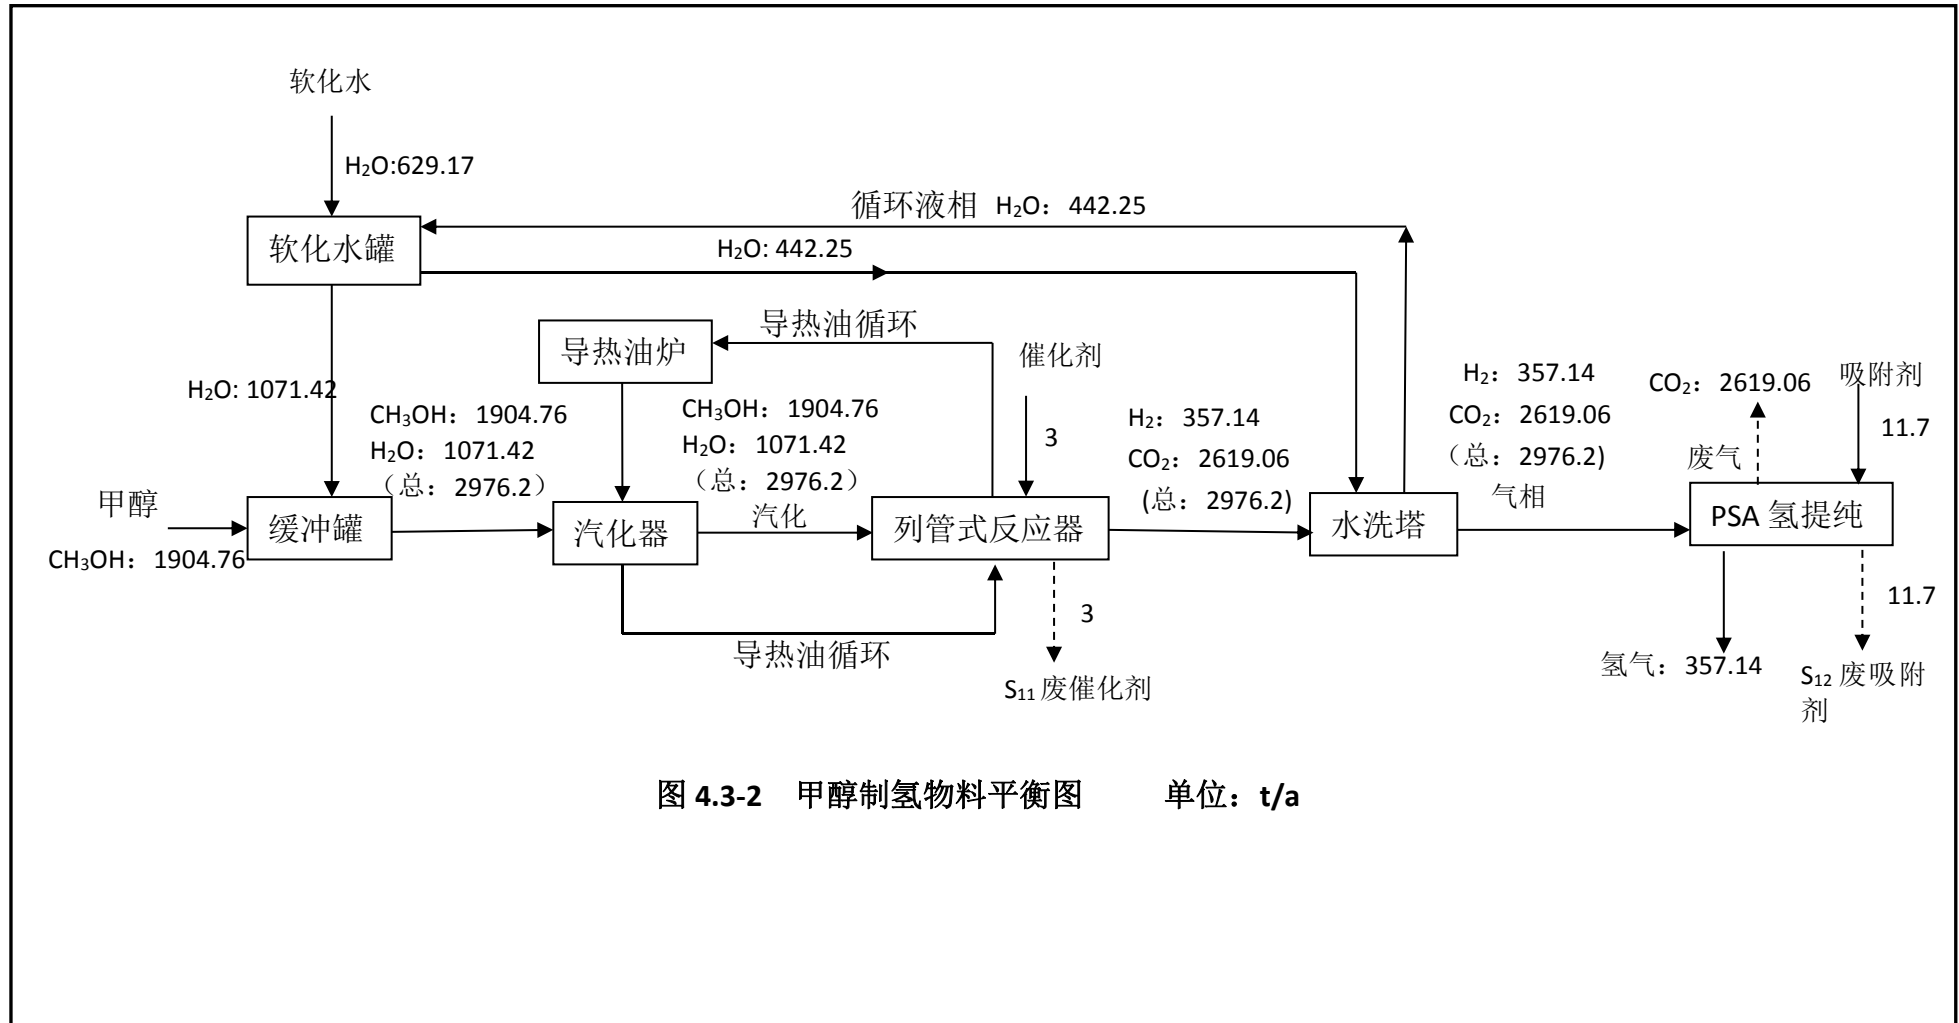 软化水
H₂O:629.17
循环液相 H₂O：442.25
软化水罐
H₂O: 442.25
导热油循环
导热油炉
催化剂
H₂O: 1071.42
CH₃OH：1904.76
H₂O：1071.42
（总：2976.2）
CH₃OH：1904.76
H₂O：1071.42
（总：2976.2）
汽化
3
H₂：357.14
CO₂：2619.06
(总：2976.2)
H₂：357.14
CO₂：2619.06
（总：2976.2)
气相
CO₂：2619.06
废气
吸附剂
11.7
甲醇
CH₃OH：1904.76
缓冲罐
汽化器
列管式反应器
水洗塔
PSA 氢提纯
导热油循环
3
S₁₁ 废催化剂
氢气：357.14
11.7
S₁₂ 废吸附
剂
图 4.3-2 甲醇制氢物料平衡图 单位：t/a